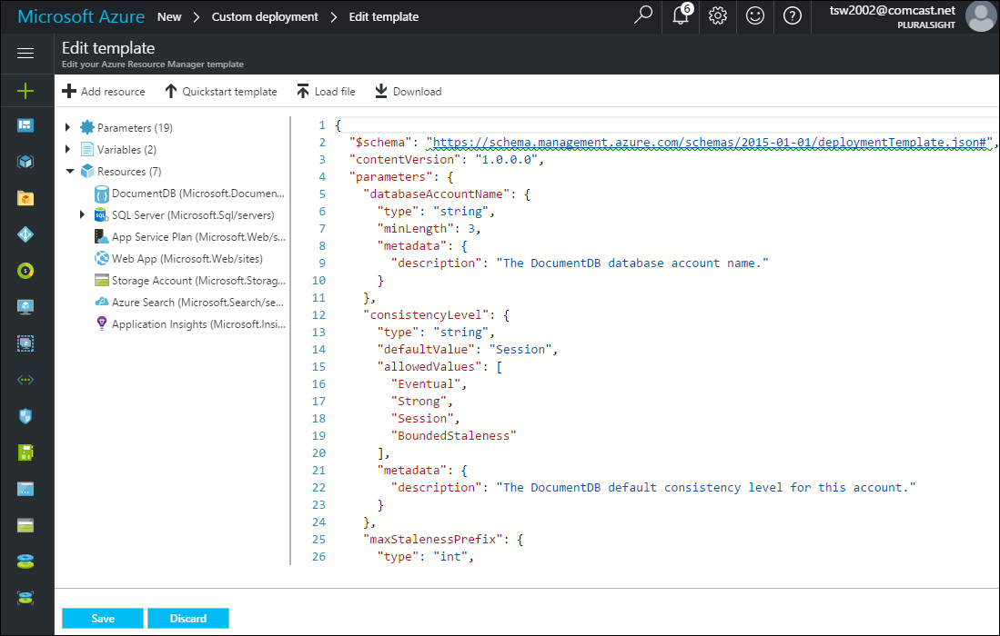 Microsoft Azure New > Custom deployment > Edit template 6 tsw2002@comcast.net
PLURALSIGHT
Edit template
Edit your Azure Resource Manager template
Add resource Quickstart template Load file Download
Parameters (19)
Variables (2)
Resources (7)
DocumentDB (Microsoft.Documen...
SQL Server (Microsoft.Sql/servers)
App Service Plan (Microsoft.Web/s...
Web App (Microsoft.Web/sites)
Storage Account (Microsoft.Storag...
Azure Search (Microsoft.Search/se...
Application Insights (Microsoft.Insi...
1 {
2 "$schema": "https://schema.management.azure.com/schemas/2015-01-01/deploymentTemplate.json#",
3 "contentVersion": "1.0.0.0",
4 "parameters": {
5 "databaseAccountName": {
6 "type": "string",
7 "minLength": 3,
8 "metadata": {
9 "description": "The DocumentDB database account name."
10 }
11 },
12 "consistencyLevel": {
13 "type": "string",
14 "defaultValue": "Session",
15 "allowedValues": [
16 "Eventual",
17 "Strong",
18 "Session",
19 "BoundedStaleness"
20 ],
21 "metadata": {
22 "description": "The DocumentDB default consistency level for this account."
23 }
24 },
25 "maxStalenessPrefix": {
26 "type": "int",
Save Discard